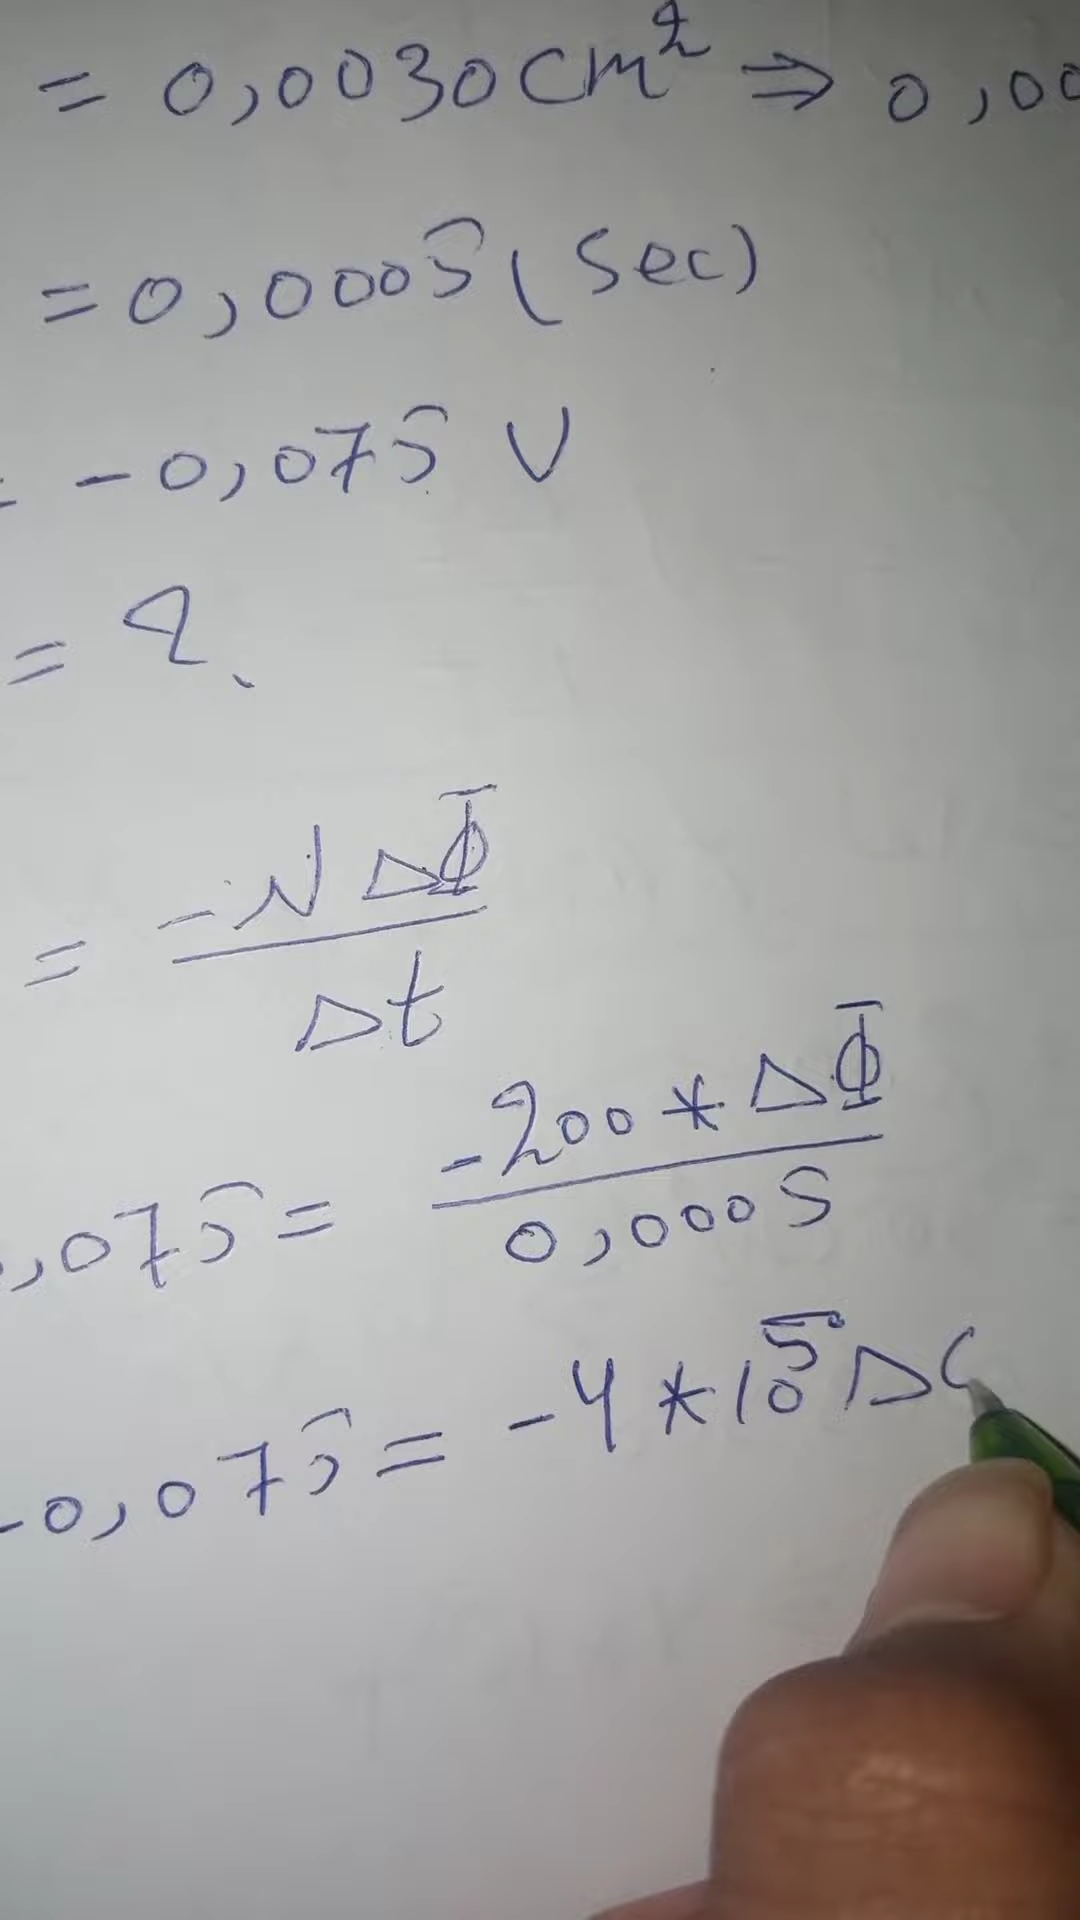 = 0,0030 cm² ⇒ 0,00
= 0,0005 (Sec)
= -0,075 V
= ?
= -N ΔΦ / Δt
,075 = -200 * ΔΦ / 0,0005
-0,075 = -4 * 10⁵ Δ